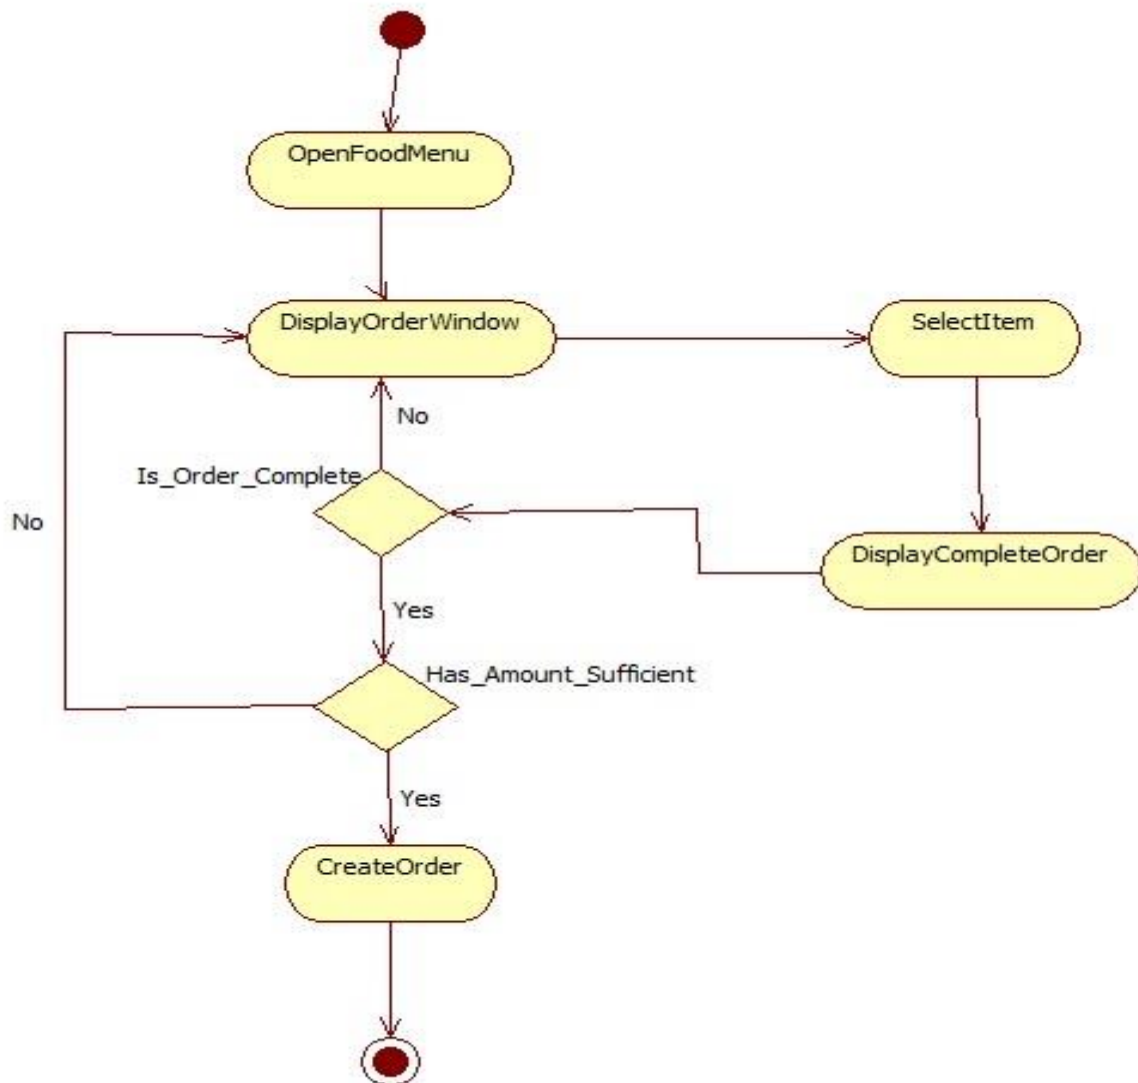 OpenFoodMenu
DisplayOrderWindow
SelectItem
No
Is_Order_Complete
No
DisplayCompleteOrder
Yes
Has_Amount_Sufficient
Yes
CreateOrder